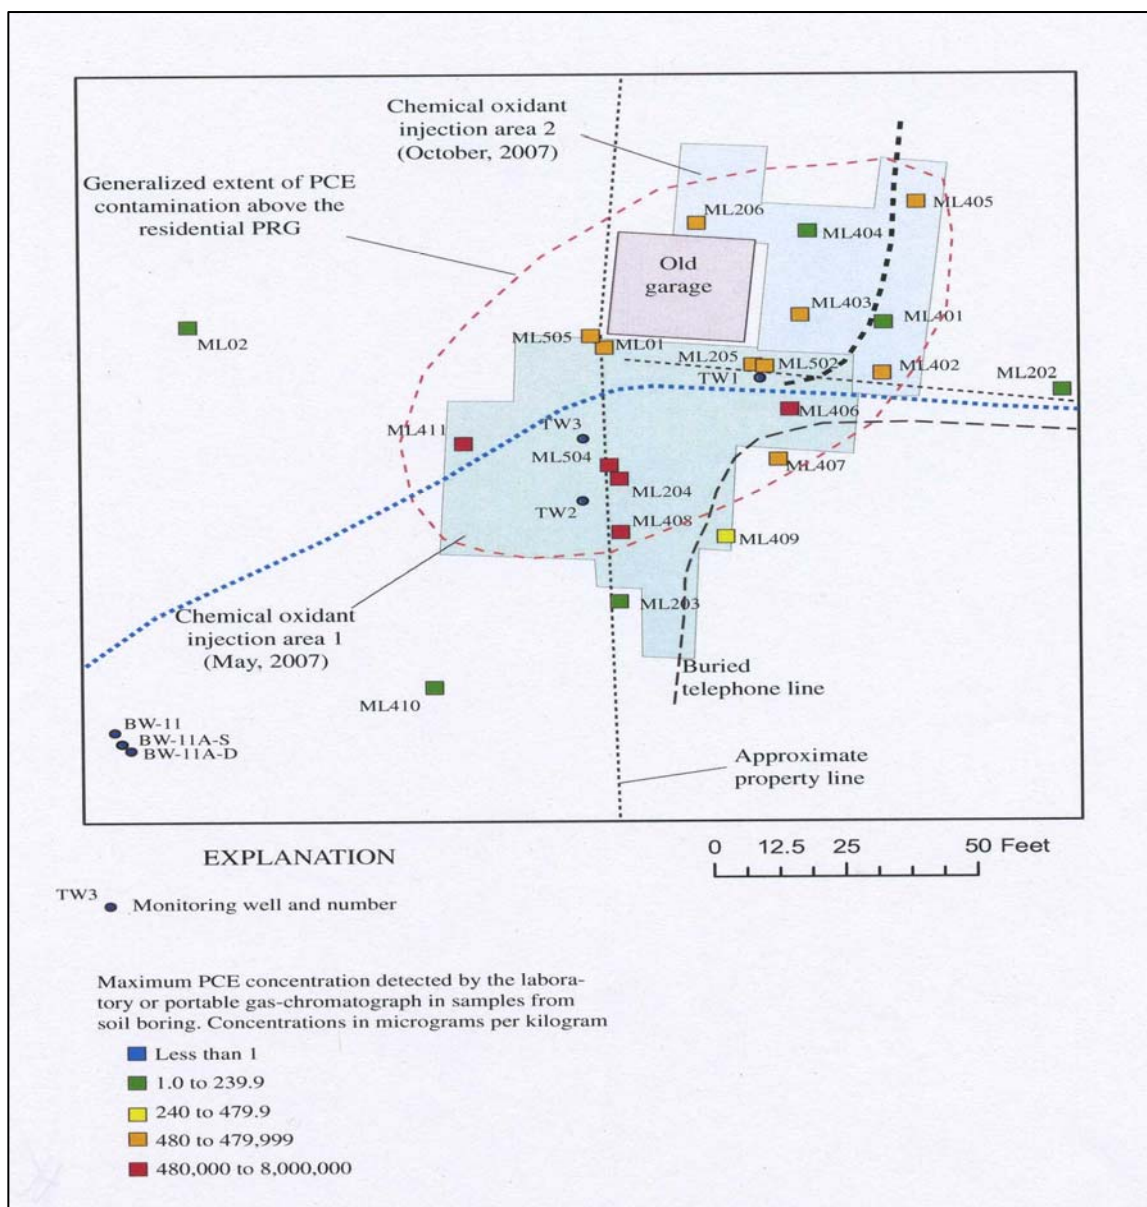 Chemical oxidant
injection area 2
(October, 2007)
Generalized extent of PCE
contamination above the
residential PRG
ML405
ML206
ML404
Old
garage
ML403
ML401
ML02
ML505
ML01
ML205
ML502
ML402
ML202
TW1
ML406
ML411
TW3
ML504
ML407
ML204
TW2
ML408
ML409
ML203
Chemical oxidant
injection area 1
(May, 2007)
Buried
telephone line
ML410
BW-11
BW-11A-S
BW-11A-D
Approximate
property line
EXPLANATION
0 12.5 25 50 Feet
TW3
Monitoring well and number
Maximum PCE concentration detected by the labora-
tory or portable gas-chromatograph in samples from
soil boring. Concentrations in micrograms per kilogram
Less than 1
1.0 to 239.9
240 to 479.9
480 to 479,999
480,000 to 8,000,000